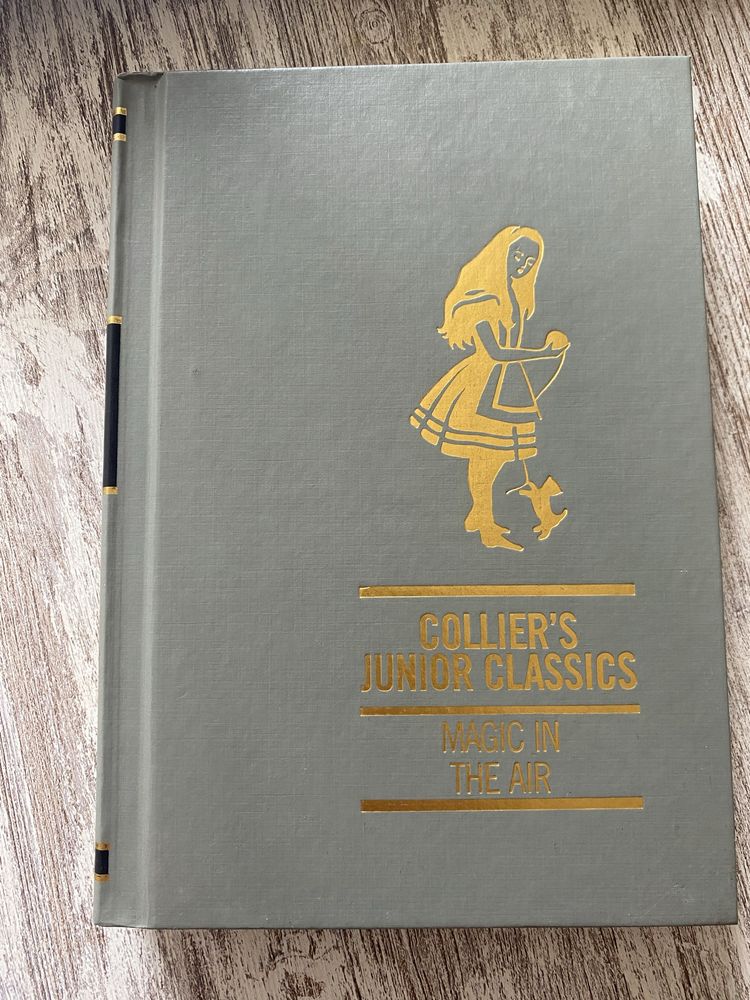 COLLIER'S
JUNIOR CLASSICS
MAGIC IN
THE AIR